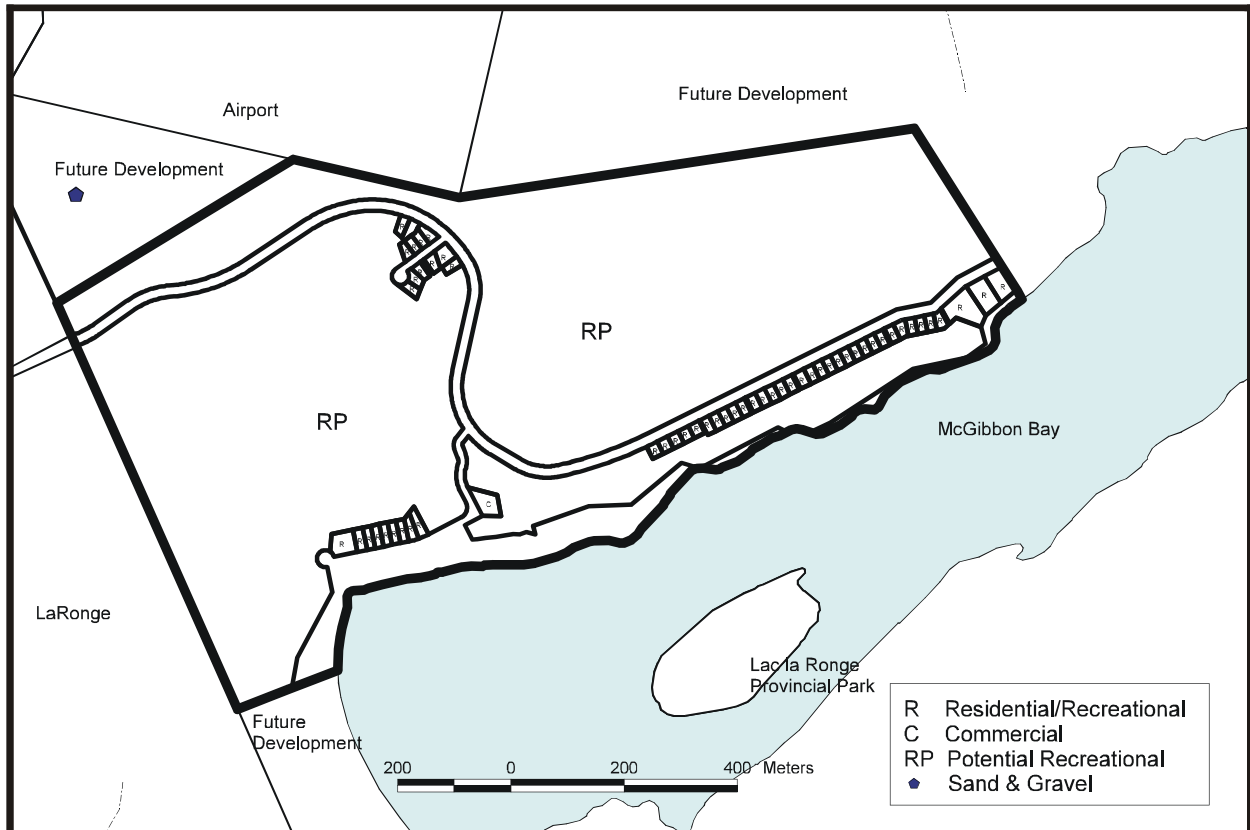 Future Development
Airport
Future Development
RP
RP
McGibbon Bay
C
LaRonge
Lac la Ronge
Provincial Park
Future
Development
200 0 200 400 Meters
R Residential/Recreational
C Commercial
RP Potential Recreational
Sand & Gravel